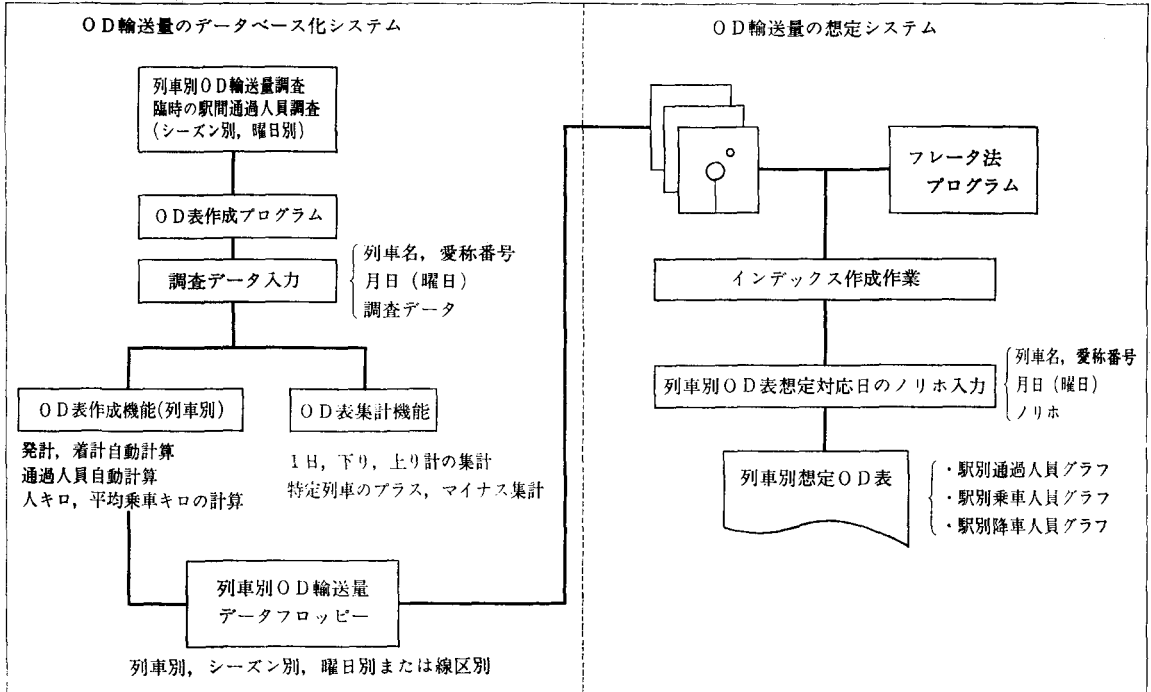 OD輸送量のデータベース化システム
列車別OD輸送量調査
臨時の駅間通過人員調査
(シーズン別,曜日別)
OD表作成プログラム
調査データ入力
列車名,愛称番号
月日(曜日)
調査データ
OD表作成機能(列車別)
発計,着計自動計算
通過人員自動計算
人キロ,平均乗車キロの計算
OD表集計機能
1日,下り,上り計の集計
特定列車のプラス,マイナス集計
列車別OD輸送量
データフロッピー
列車別,シーズン別,曜日別または線区別
OD輸送量の想定システム
フレータ法
プログラム
インデックス作成作業
列車別OD表想定対応日のノリホ入力
列車名,愛称番号
月日(曜日)
ノリホ
列車別想定OD表
・駅別通過人員グラフ
・駅別乗車人員グラフ
・駅別降車人員グラフ